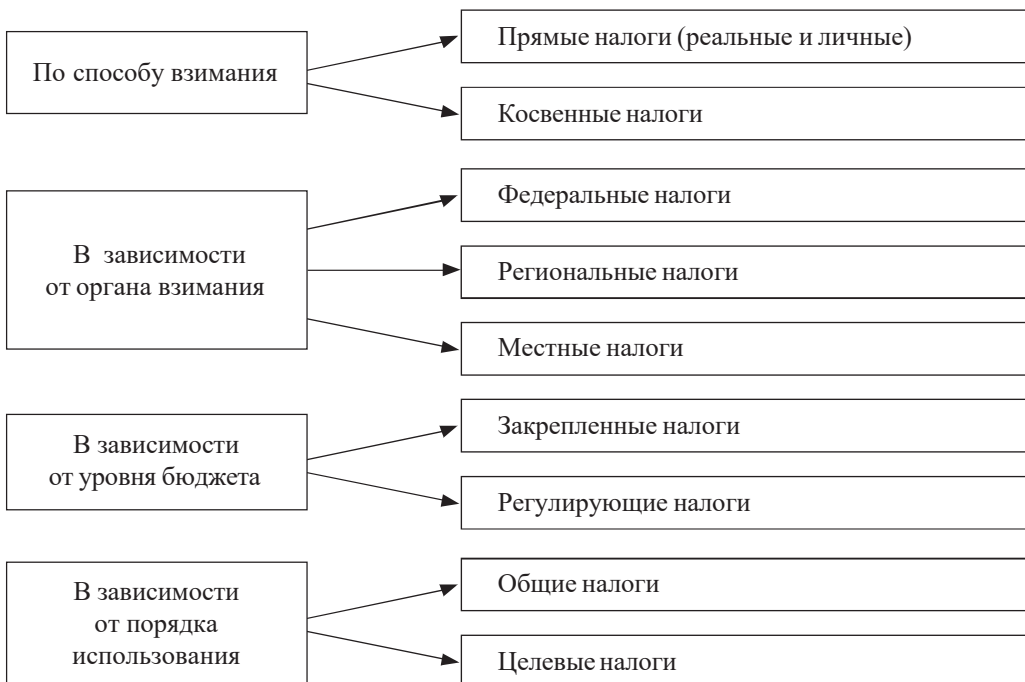 По способу взимания
Прямые налоги (реальные и личные)
Косвенные налоги
В зависимости
от органа взимания
Федеральные налоги
Региональные налоги
Местные налоги
В зависимости
от уровня бюджета
Закрепленные налоги
Регулирующие налоги
В зависимости
от порядка
использования
Общие налоги
Целевые налоги